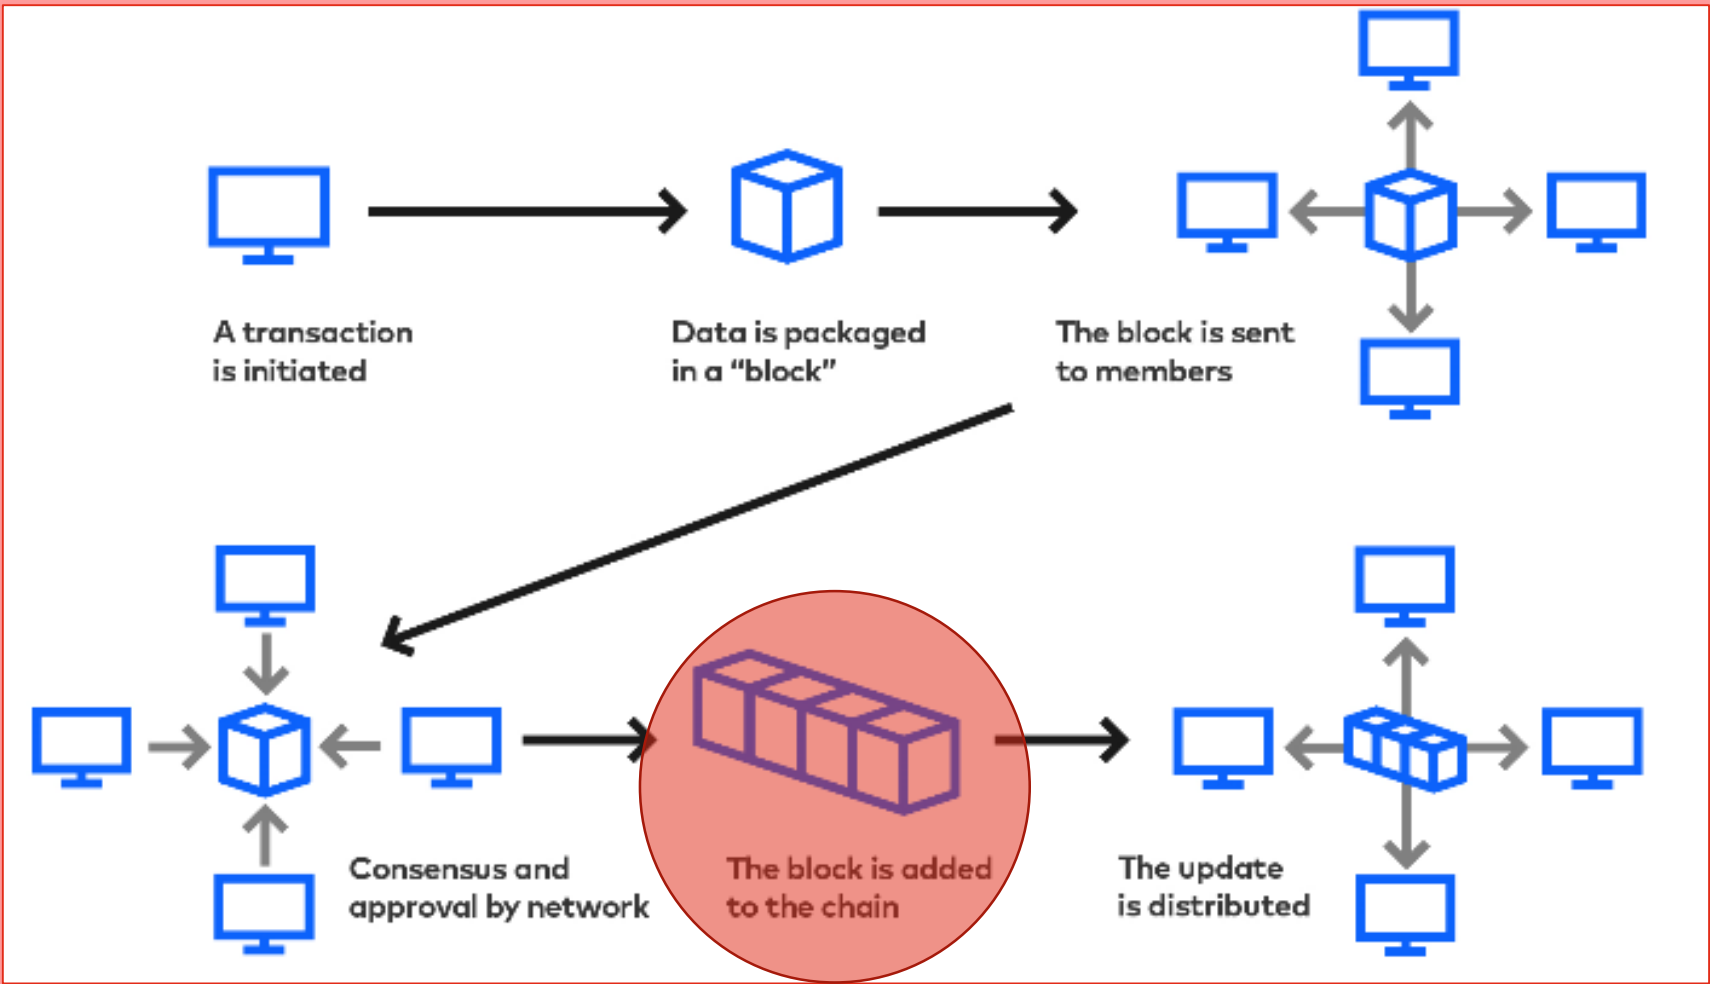 A transaction
is initiated
Data is packaged
in a “block”
The block is sent
to members
Consensus and
approval by network
The block is added
to the chain
The update
is distributed